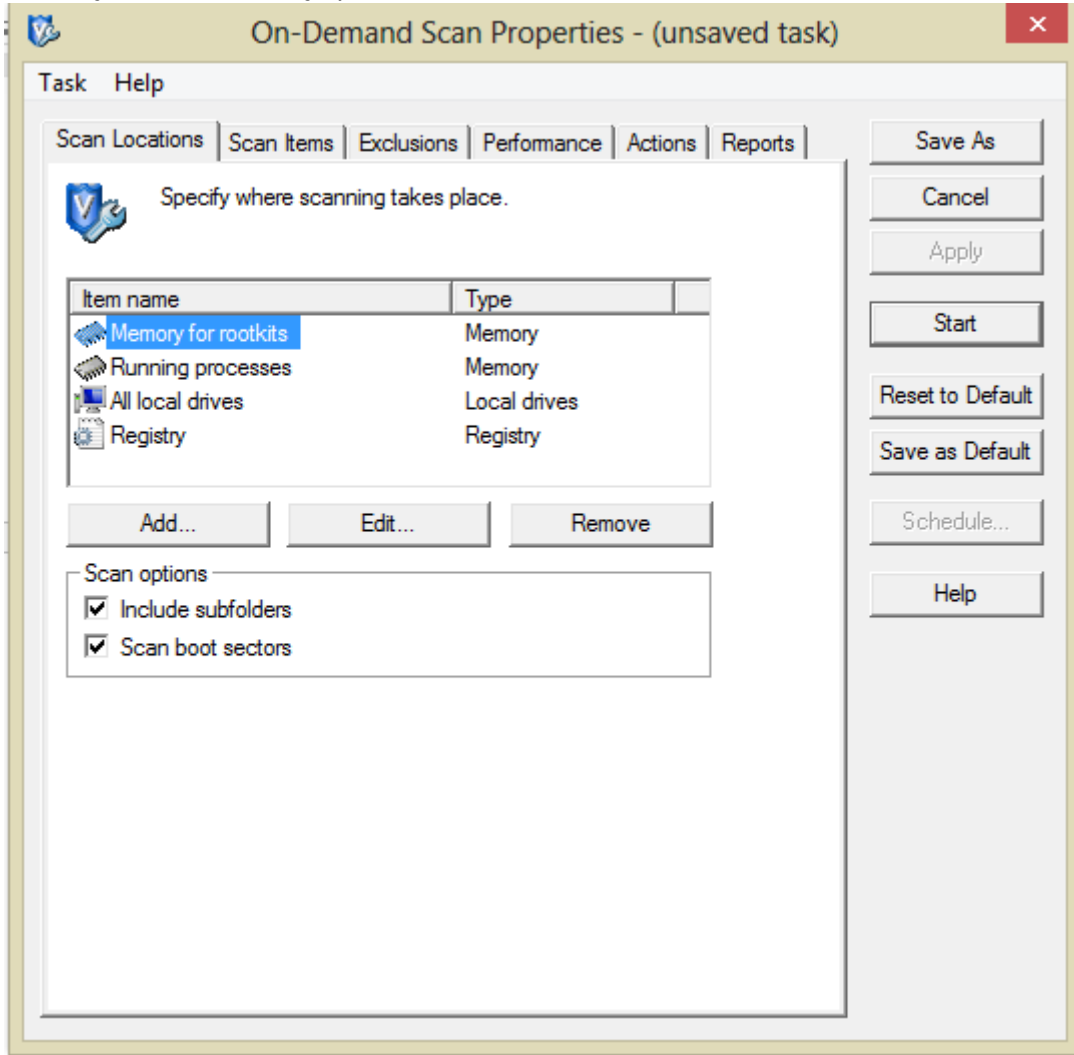 On-Demand Scan Properties - (unsaved task)
Task Help
Scan Locations Scan Items Exclusions Performance Actions Reports
Specify where scanning takes place.
Item name Type
Memory for rootkits Memory
Running processes Memory
All local drives Local drives
Registry Registry
Add... Edit... Remove
Scan options
Include subfolders
Scan boot sectors
Save As
Cancel
Apply
Start
Reset to Default
Save as Default
Schedule...
Help